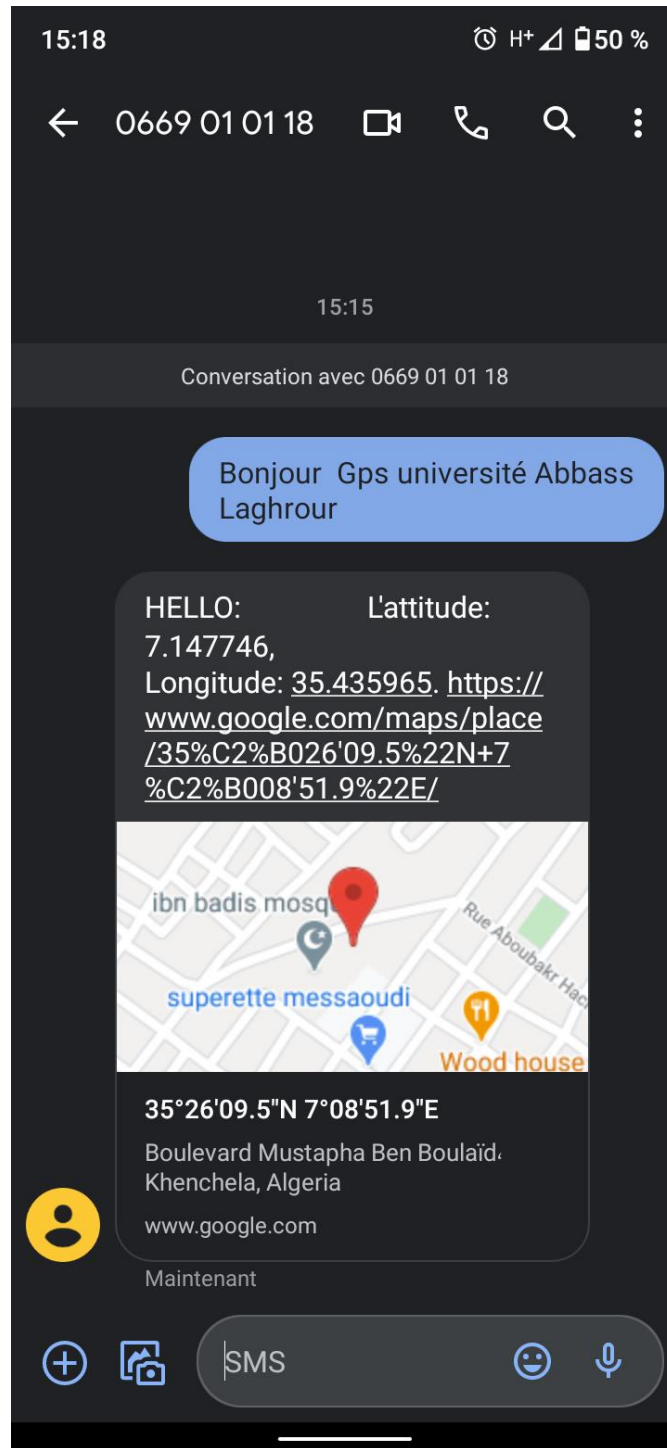 15:18 H+ 50 %
0669 01 01 18
15:15
Conversation avec 0669 01 01 18
Bonjour  Gps université Abbass
Laghrour
HELLO: L'attitude:
7.147746,
Longitude: 35.435965. https://
www.google.com/maps/place
/35%C2%B026'09.5%22N+7
%C2%B008'51.9%22E/
ibn badis mosq
Rue Aboubakr Hac
superette messaoudi
Wood house
35°26'09.5"N 7°08'51.9"E
Boulevard Mustapha Ben Boulaïd
Khenchela, Algeria
www.google.com
Maintenant
SMS